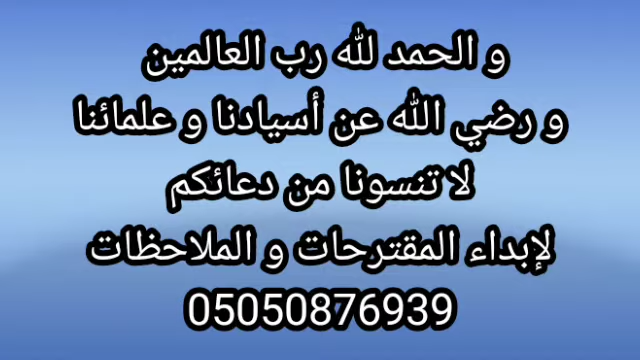 و الحمد لله رب العالمين
و رضي الله عن أسيادنا و علمائنا
لا تنسونا من دعائكم
لإبداء المقترحات و الملاحظات
05050876939